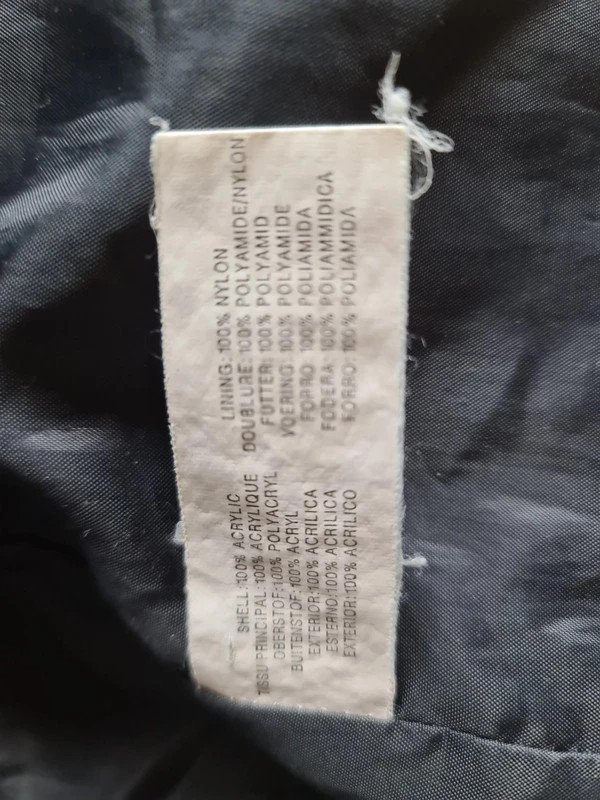 SHELL:100% ACRYLIC
TISSU PRINCIPAL:100% ACRYLIQUE
OBERSTOF:100% POLYACRYL
BUITENSTOF:100% ACRYL
EXTERIOR:100% ACRILICA
ESTERNO:100% ACRILICA
EXTERIOR:100% ACRILICO
LINING:100% NYLON
DOUBLURE:100% POLYAMIDE/NYLON
FUTTER:100% POLYAMID
VOERING:100% POLYAMIDE
FORRO:100% POLIAMIDA
FODERA:100% POLIAMMIDICA
FORRO:100% POLIAMIDA